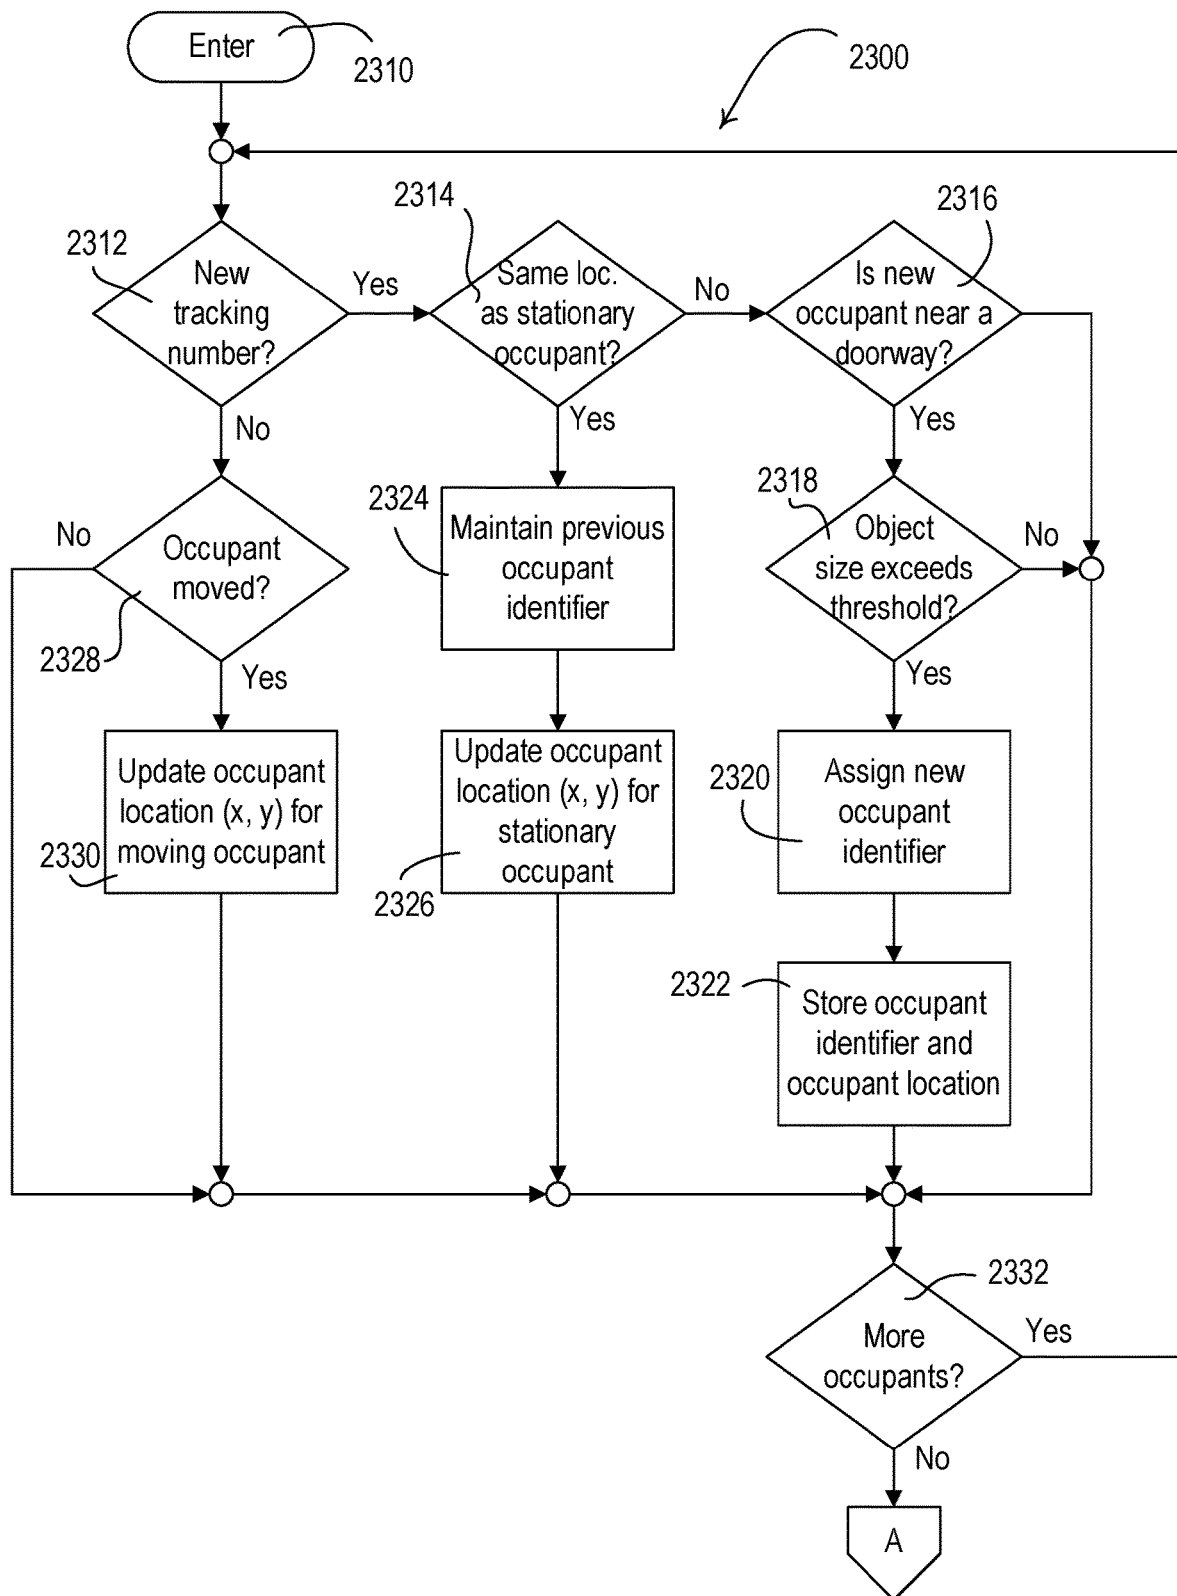 Enter
2310
2300
2312
New
tracking
number?
Yes
2314
Same loc.
as stationary
occupant?
No
2316
Is new
occupant near a
doorway?
No
Yes
Yes
No
Occupant
moved?
2328
Yes
2324
Maintain previous
occupant
identifier
2318
Object
size exceeds
threshold?
No
Yes
Update occupant
location (x, y) for
moving occupant
2330
Update occupant
location (x, y) for
stationary
occupant
2326
2320
Assign new
occupant
identifier
2322
Store occupant
identifier and
occupant location
2332
More
occupants?
Yes
No
A